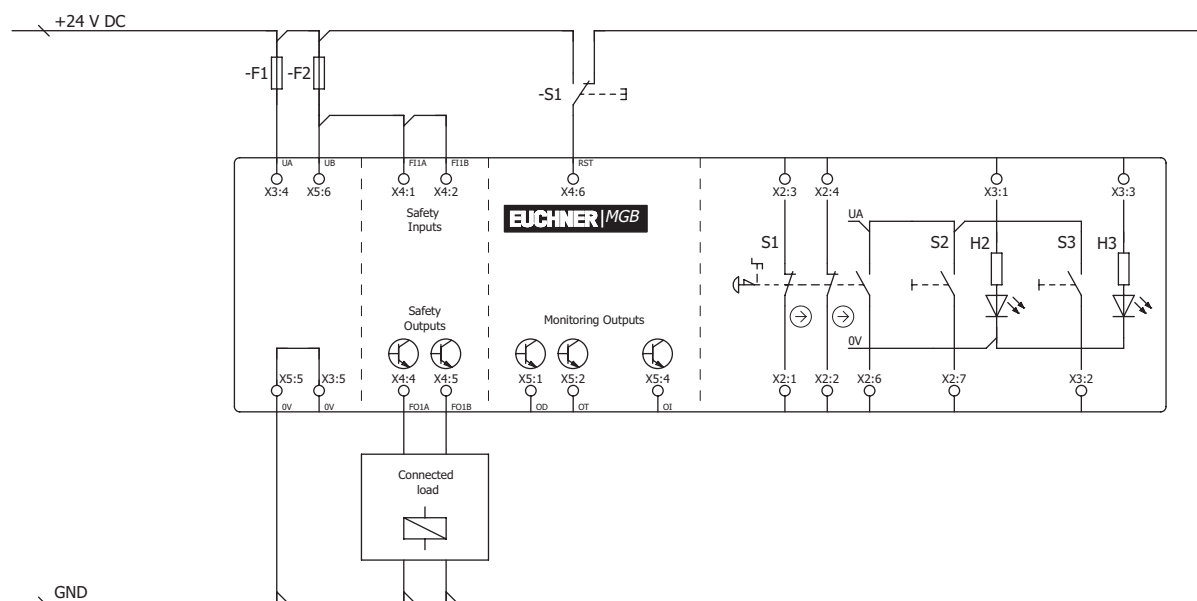 +24 V DC
-F1 -F2
-S1
UA UB FI1A FI1B RST
X3:4 X5:6 X4:1 X4:2 X4:6 X2:3 X2:4 X3:1 X3:3
Safety
Inputs
EUCHNER MGB
UA
S1 S2 H2 S3 H3
Safety
Outputs
Monitoring Outputs
0V
X5:5 X3:5 X4:4 X4:5 X5:1 X5:2 X5:4 X2:1 X2:2 X2:6 X2:7 X3:2
0V 0V FO1A FO1B OD OT OI
Connected
load
GND